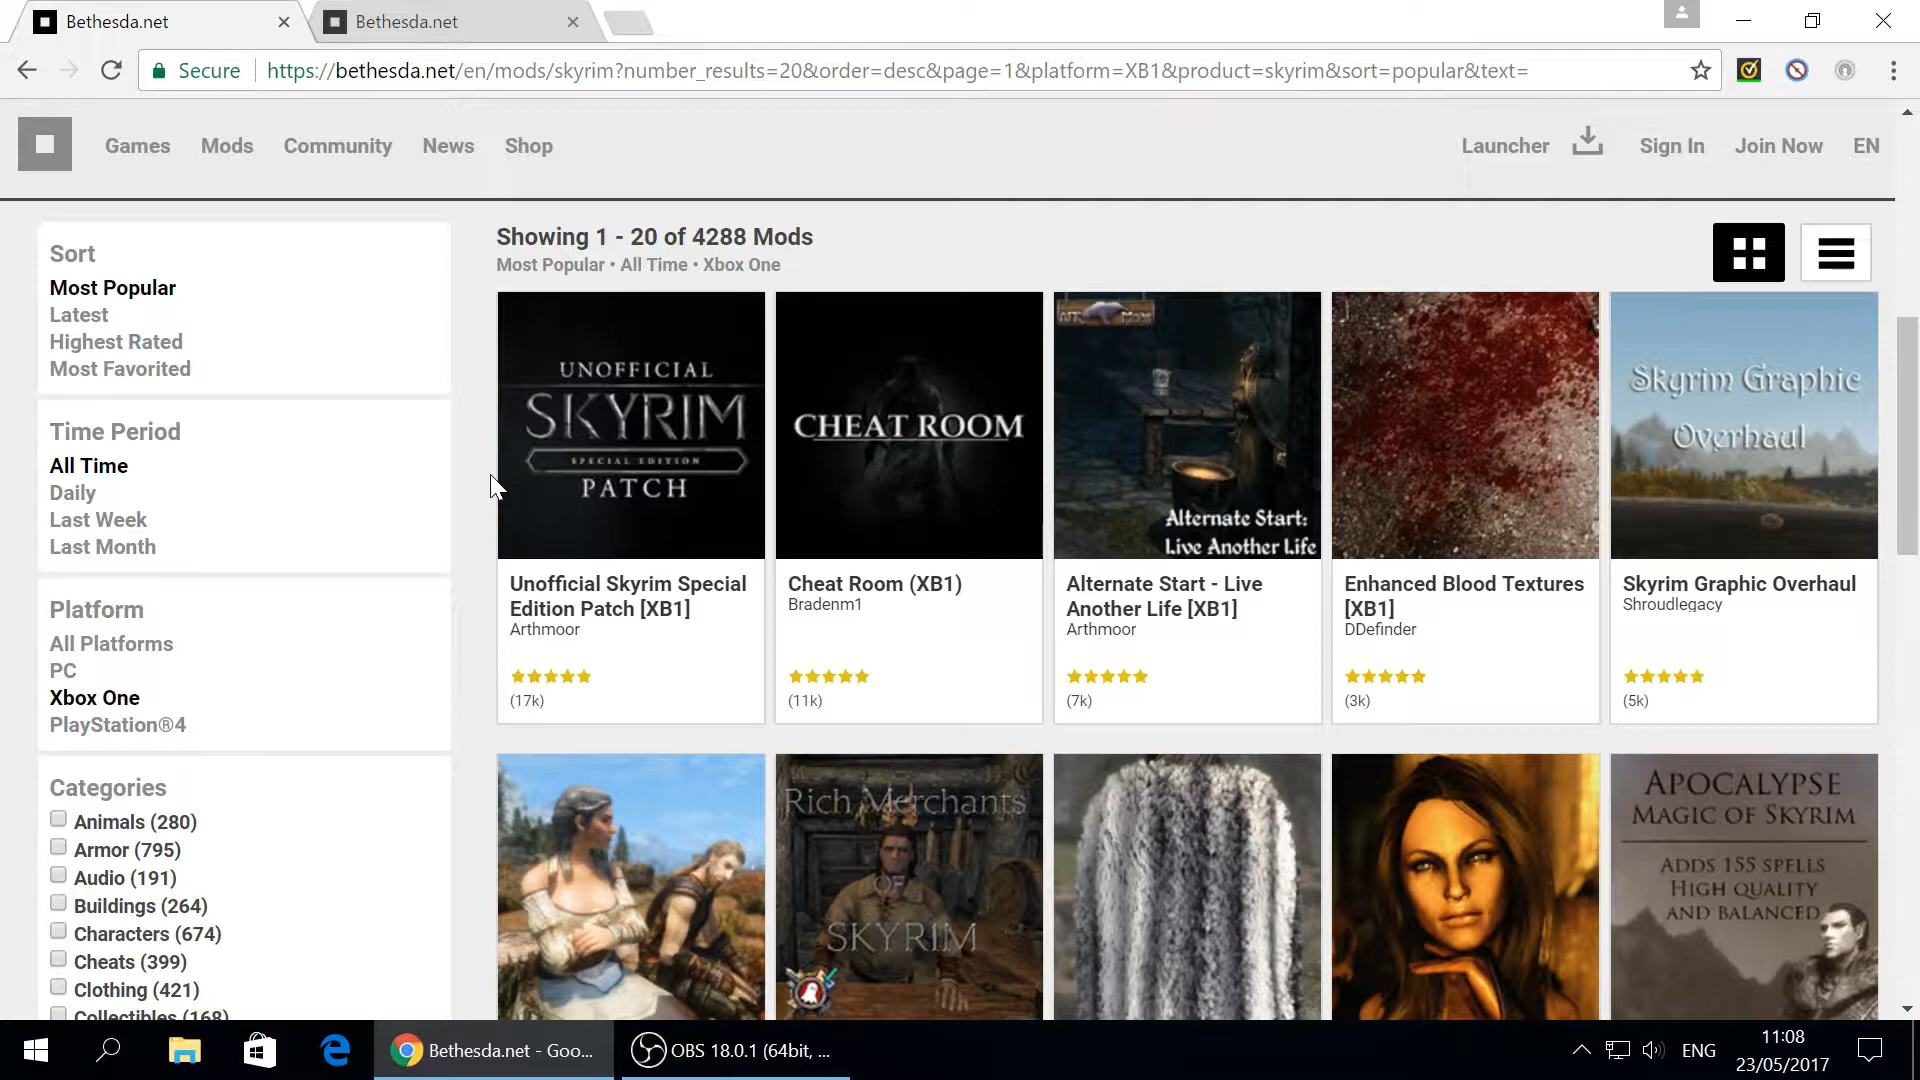 Bethesda.net
Bethesda.net
Secure
https://bethesda.net/en/mods/skyrim?number_results=20&order=desc&page=1&platform=XB1&product=skyrim&sort=popular&text=
Games
Mods
Community
News
Shop
Launcher
Sign In
Join Now
EN
Sort
Most Popular
Latest
Highest Rated
Most Favorited
Time Period
All Time
Daily
Last Week
Last Month
Platform
All Platforms
PC
Xbox One
PlayStation®4
Categories
Animals (280)
Armor (795)
Audio (191)
Buildings (264)
Characters (674)
Cheats (399)
Clothing (421)
Collectibles (168)
Showing 1 - 20 of 4288 Mods
Most Popular • All Time • Xbox One
UNOFFICIAL
SKYRIM
SPECIAL EDITION
PATCH
Unofficial Skyrim Special
Edition Patch [XB1]
Arthmoor
(17k)
CHEAT ROOM
Cheat Room (XB1)
Bradenm1
(11k)
Alternate Start:
Live Another Life
Alternate Start - Live
Another Life [XB1]
Arthmoor
(7k)
Enhanced Blood Textures
[XB1]
DDefinder
(3k)
Skyrim Graphic
Overhaul
Skyrim Graphic Overhaul
Shroudlegacy
(5k)
Rich Merchants
OF
SKYRIM
APOCALYPSE
MAGIC OF SKYRIM
ADDS 155 SPELLS
HIGH QUALITY
AND BALANCED
Bethesda.net - Goo...
OBS 18.0.1 (64bit, ...
ENG
11:08
23/05/2017